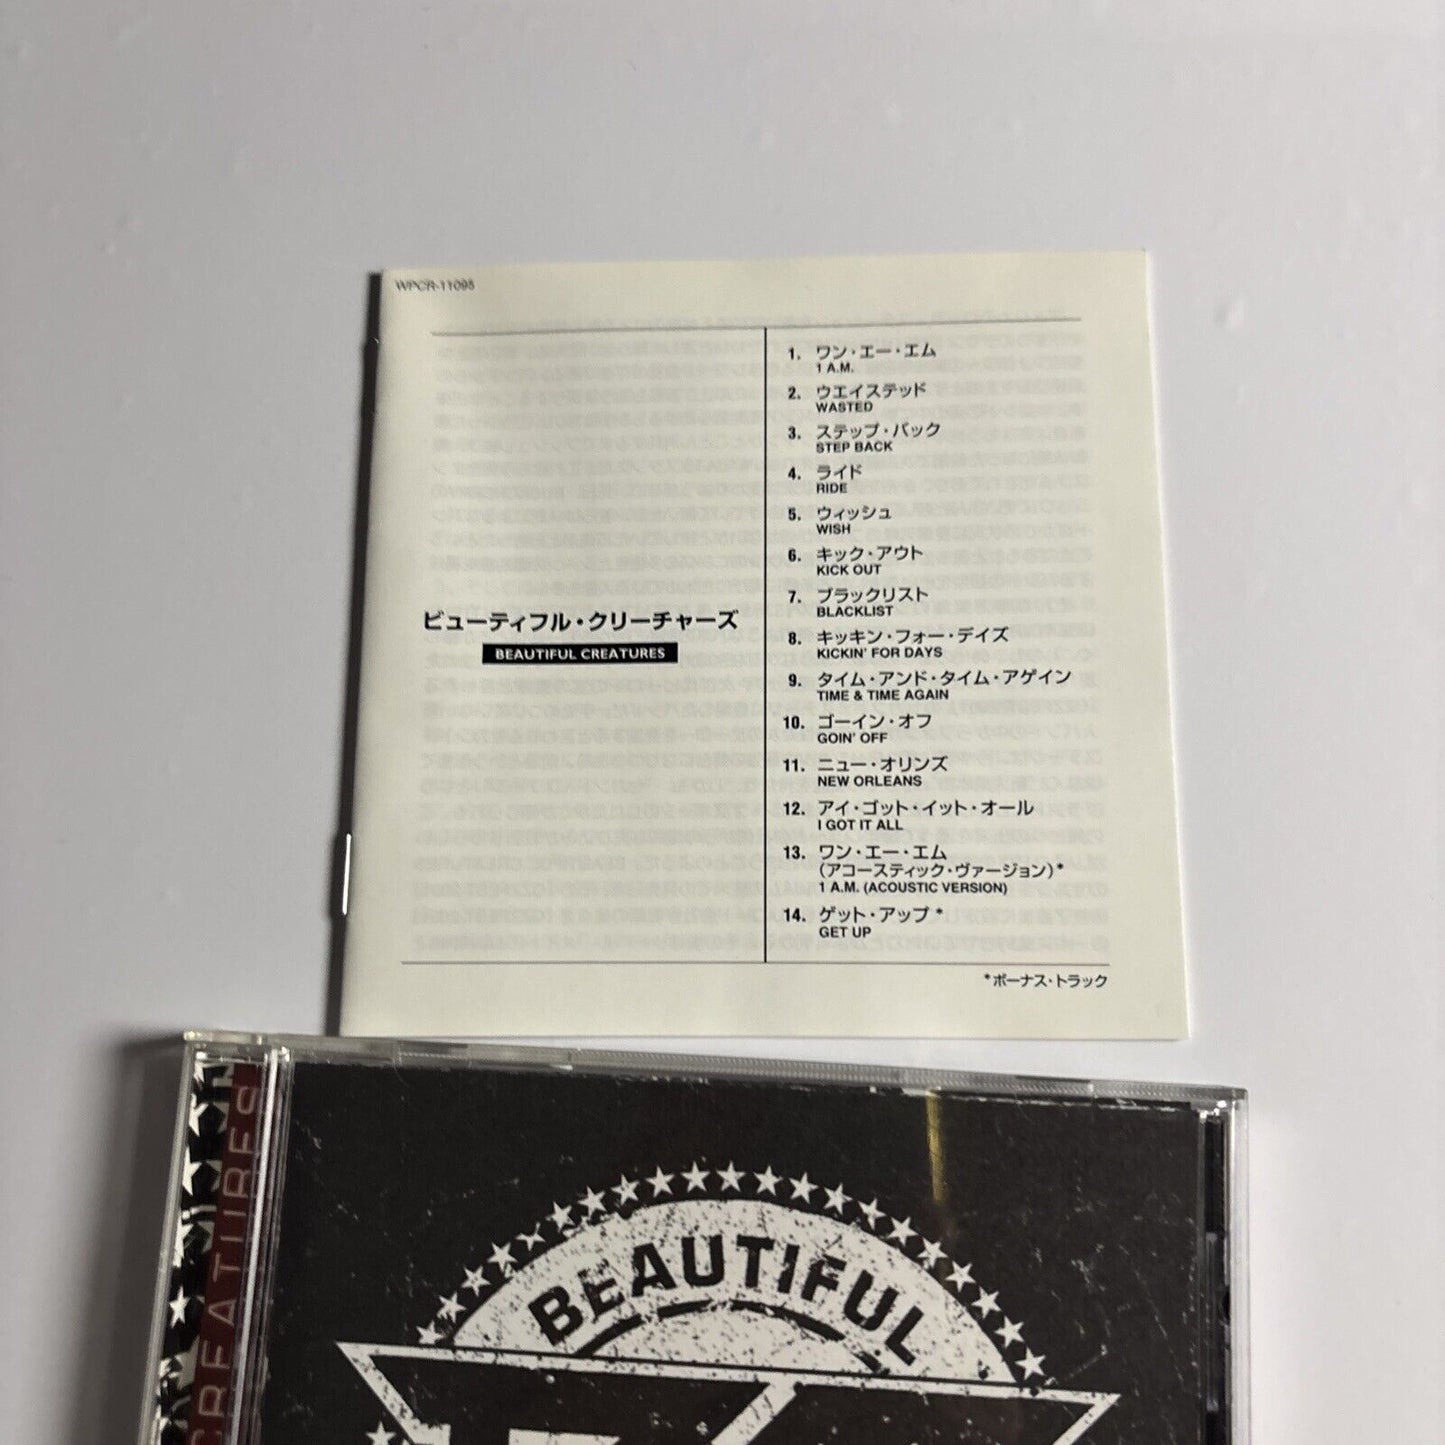 WPCR-11095
ビューティフル・クリーチャーズ
BEAUTIFUL CREATURES
1. ワン・エー・エム
1 A.M.
2. ウエイステッド
WASTED
3. ステップ・バック
STEP BACK
4. ライド
RIDE
5. ウィッシュ
WISH
6. キック・アウト
KICK OUT
7. ブラックリスト
BLACKLIST
8. キッキン・フォー・デイズ
KICKIN' FOR DAYS
9. タイム・アンド・タイム・アゲイン
TIME & TIME AGAIN
10. ゴーイン・オフ
GOIN' OFF
11. ニュー・オリンズ
NEW ORLEANS
12. アイ・ゴット・イット・オール
I GOT IT ALL
13. ワン・エー・エム
(アコースティック・ヴァージョン)*
1 A.M. (ACOUSTIC VERSION)
14. ゲット・アップ *
GET UP
*ボーナス・トラック
CREATURES
BEAUTIFUL